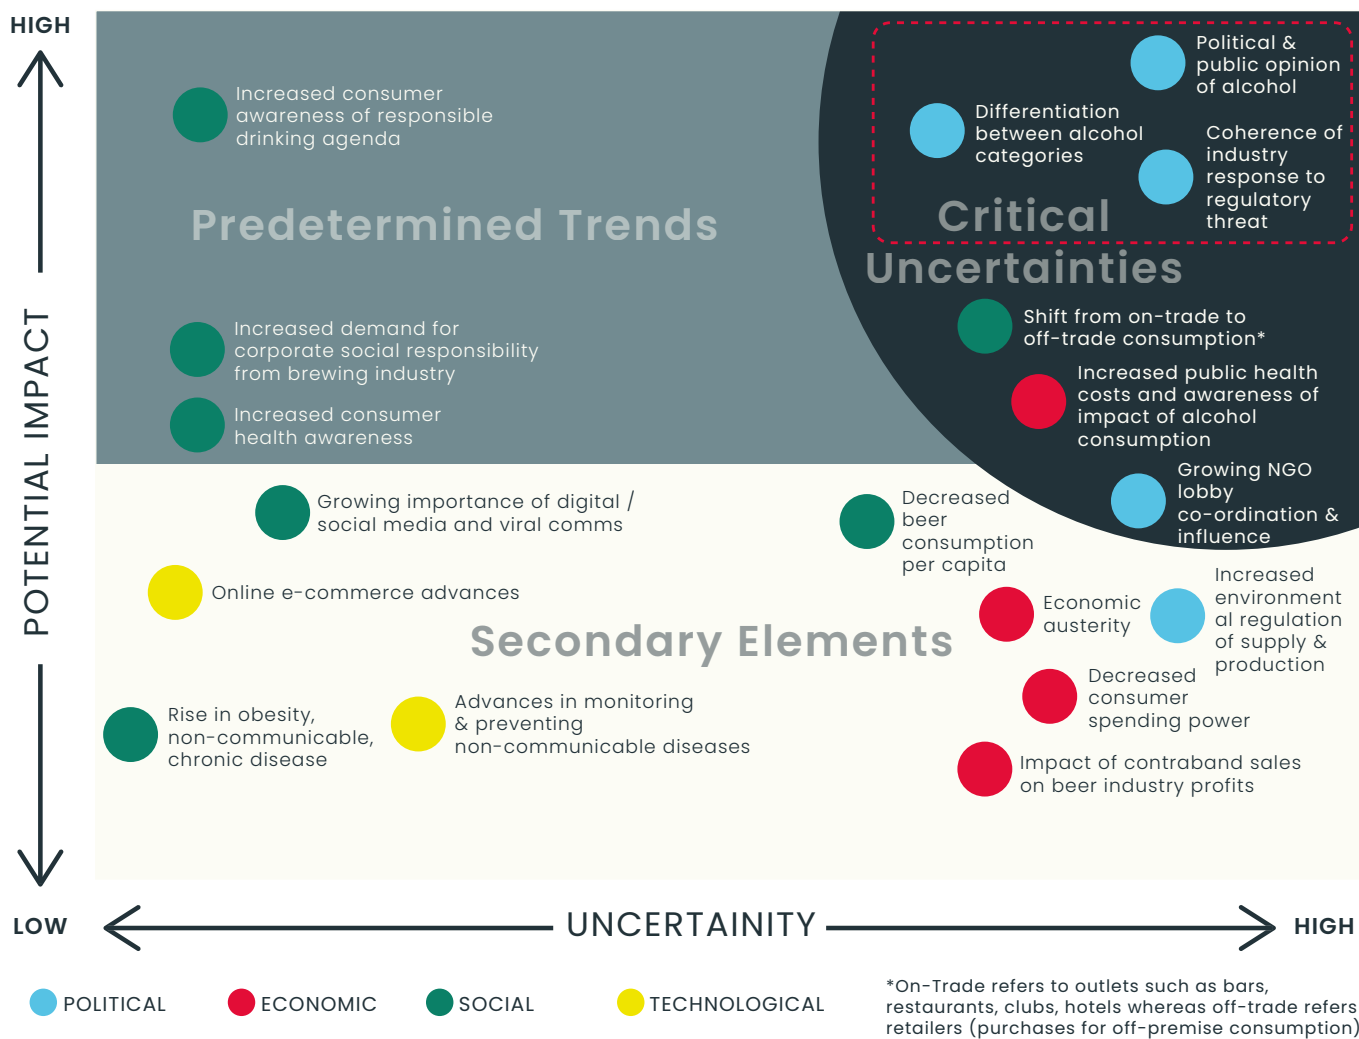 HIGH
POTENTIAL IMPACT
LOW
Increased consumer
awareness of responsible
drinking agenda
Predetermined Trends
Increased demand for
corporate social responsibility
from brewing industry
Increased consumer
health awareness
Political &
public opinion
of alcohol
Differentiation
between alcohol
categories
Coherence of
industry
response to
regulatory
threat
Critical
Uncertainties
Shift from on-trade to
off-trade consumption*
Increased public health
costs and awareness of
impact of alcohol
consumption
Growing NGO
lobby
co-ordination &
influence
Growing importance of digital /
social media and viral comms
Online e-commerce advances
Secondary Elements
Rise in obesity,
non-communicable,
chronic disease
Advances in monitoring
& preventing
non-communicable diseases
Decreased
beer
consumption
per capita
Economic
austerity
Increased
environment
al regulation
of supply &
production
Decreased
consumer
spending power
Impact of contraband sales
on beer industry profits
UNCERTAINITY
HIGH
POLITICAL
ECONOMIC
SOCIAL
TECHNOLOGICAL
*On-Trade refers to outlets such as bars,
restaurants, clubs, hotels whereas off-trade refers
retailers (purchases for off-premise consumption)